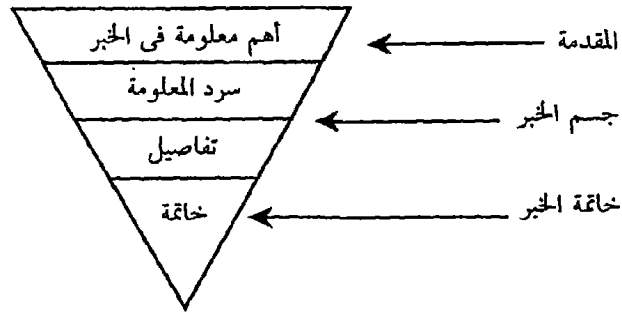 أهم معلومة فى الخبر
المقدمة
سرد المعلومة
جسم الخبر
تفاصيل
خاتمة
خاتمة الخبر